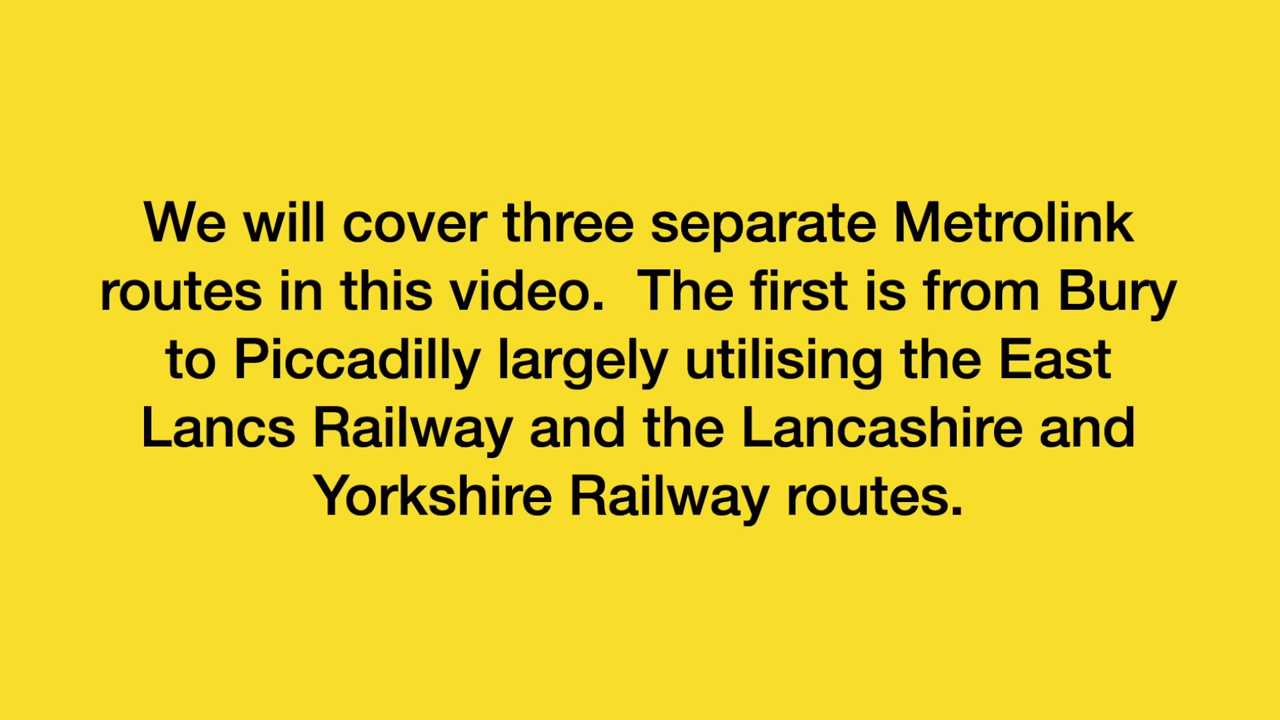 We will cover three separate Metrolink
routes in this video.  The first is from Bury
to Piccadilly largely utilising the East
Lancs Railway and the Lancashire and
Yorkshire Railway routes.